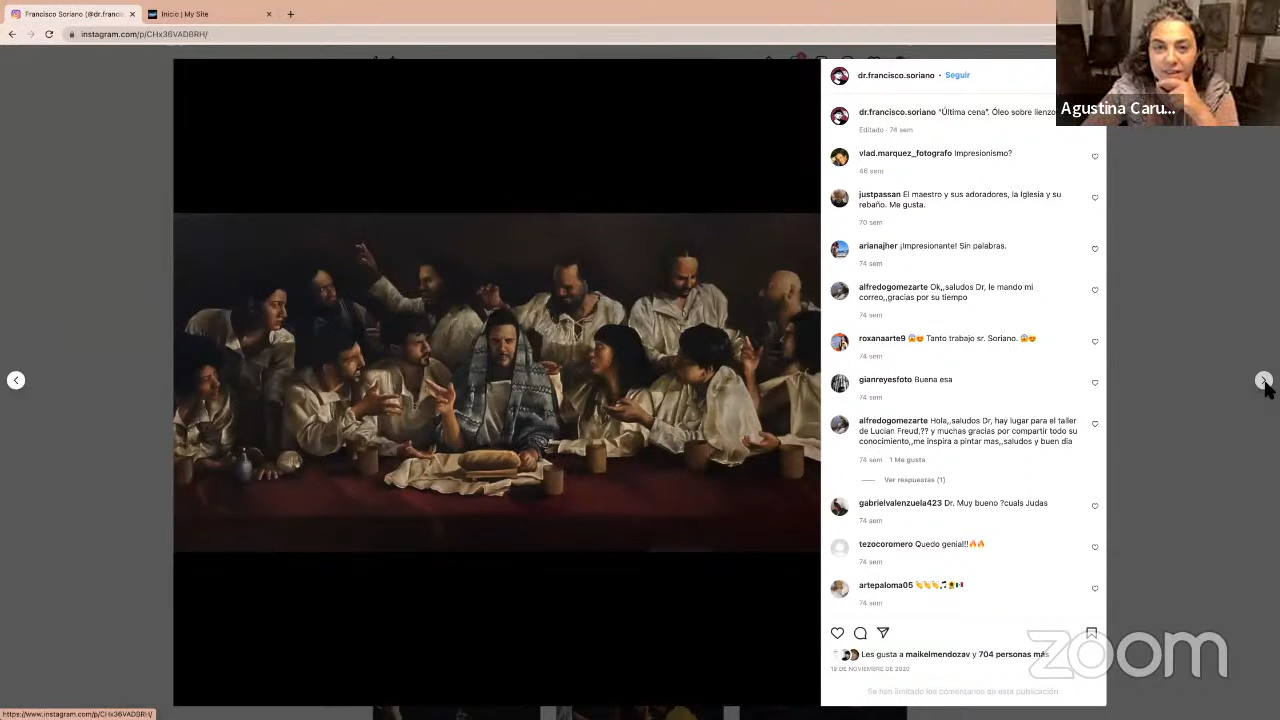 Francisco Soriano (@dr.francisc
Inicio | My Site
instagram.com/p/CHx36VADBRH/
Agustina Caru...
dr.francisco.soriano • Seguir
dr.francisco.soriano "Última cena". Óleo sobre lienzo
Editado · 74 sem
vlad.marquez_fotografo Impresionismo?
46 sem
justpassan El maestro y sus adoradores, la Iglesia y su
rebaño. Me gusta.
70 sem
arianajher ¡Impresionante! Sin palabras.
74 sem
alfredogomezarte Ok,,saludos Dr, le mando mi
correo,,gracias por su tiempo
74 sem
roxanaarte9 😱😍 Tanto trabajo sr. Soriano. 😱😍
74 sem
gianreyesfoto Buena esa
74 sem
alfredogomezarte Hola,,saludos Dr, hay lugar para el taller
de Lucian Freud,?? y muchas gracias por compartir todo su
conocimiento,,me inspira a pintar mas,,saludos y buen dia
74 sem 1 Me gusta
Ver respuestas (1)
gabrielvalenzuela423 Dr. Muy bueno ?cuals Judas
74 sem
tezocoromero Quedo genial!!🔥🔥
74 sem
artepaloma05 👏👏👏🎵🌻🇲🇽
74 sem
Les gusta a maikelmendozav y 704 personas más
19 DE NOVIEMBRE DE 2020
Se han limitado los comentarios en esta publicación
zoom
https://www.instagram.com/p/CHx36VADBRH/